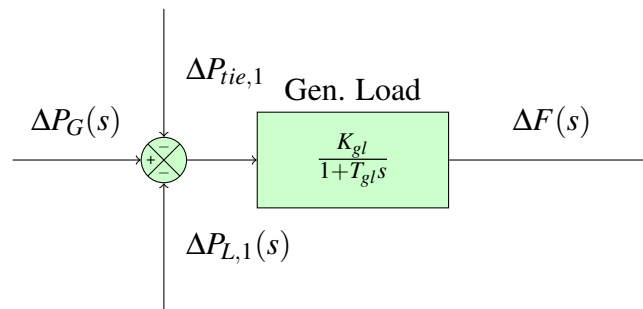 ΔP_{tie,1}
Gen. Load
ΔP_G(s)
ΔF(s)
+
−
−
K_{gl}
1+T_{gl}s
ΔP_{L,1}(s)